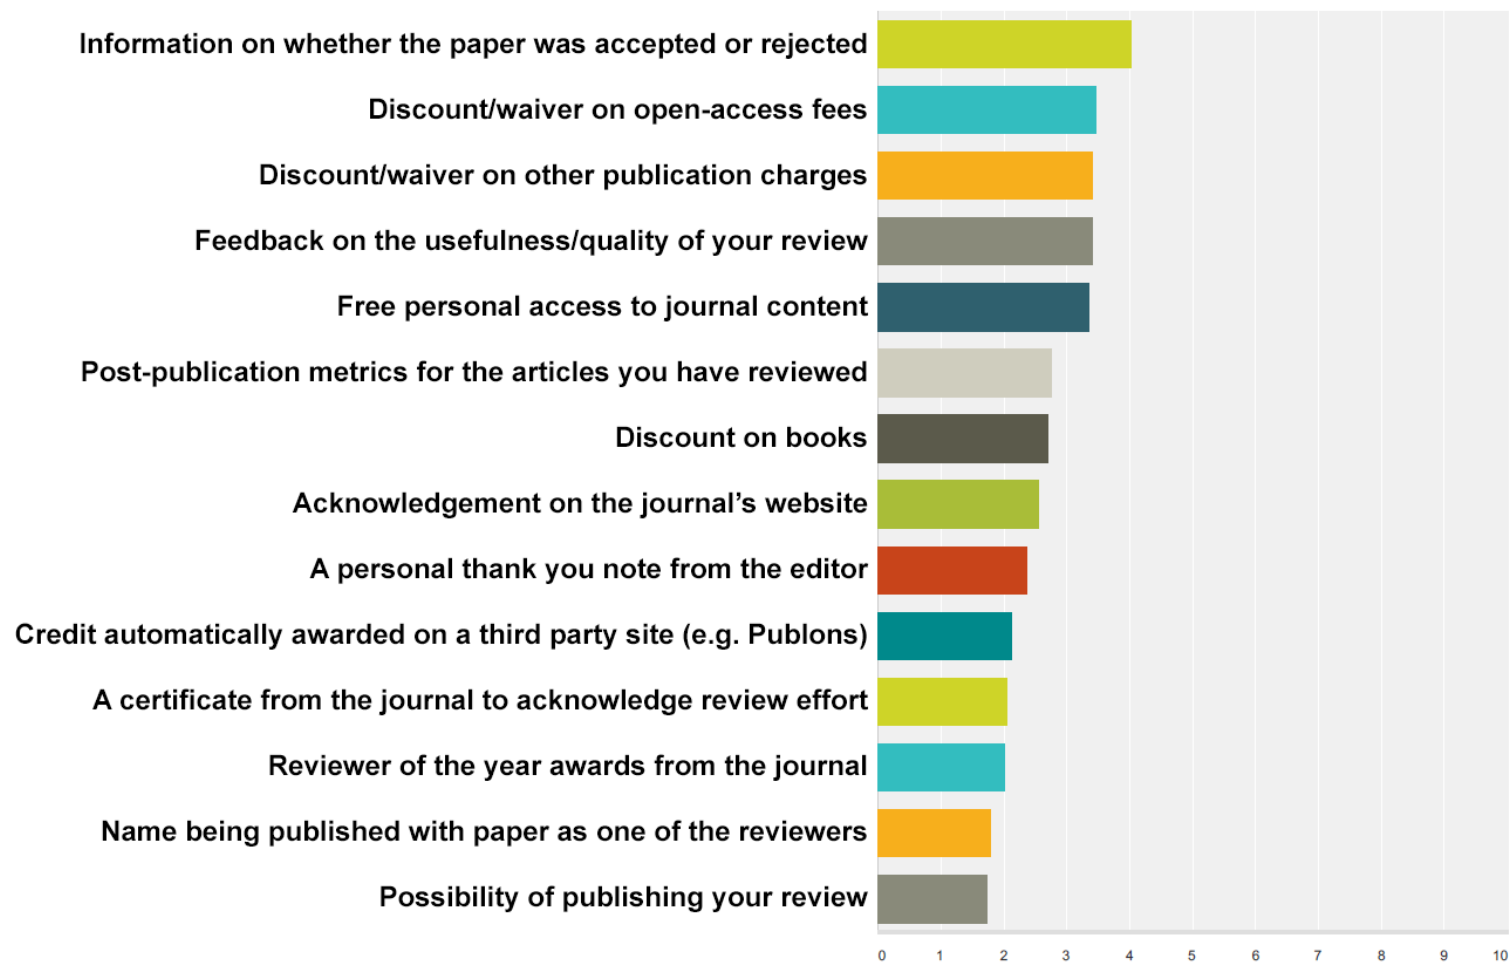 Information on whether the paper was accepted or rejected
Discount/waiver on open-access fees
Discount/waiver on other publication charges
Feedback on the usefulness/quality of your review
Free personal access to journal content
Post-publication metrics for the articles you have reviewed
Discount on books
Acknowledgement on the journal’s website
A personal thank you note from the editor
Credit automatically awarded on a third party site (e.g. Publons)
A certificate from the journal to acknowledge review effort
Reviewer of the year awards from the journal
Name being published with paper as one of the reviewers
Possibility of publishing your review
0 1 2 3 4 5 6 7 8 9 10